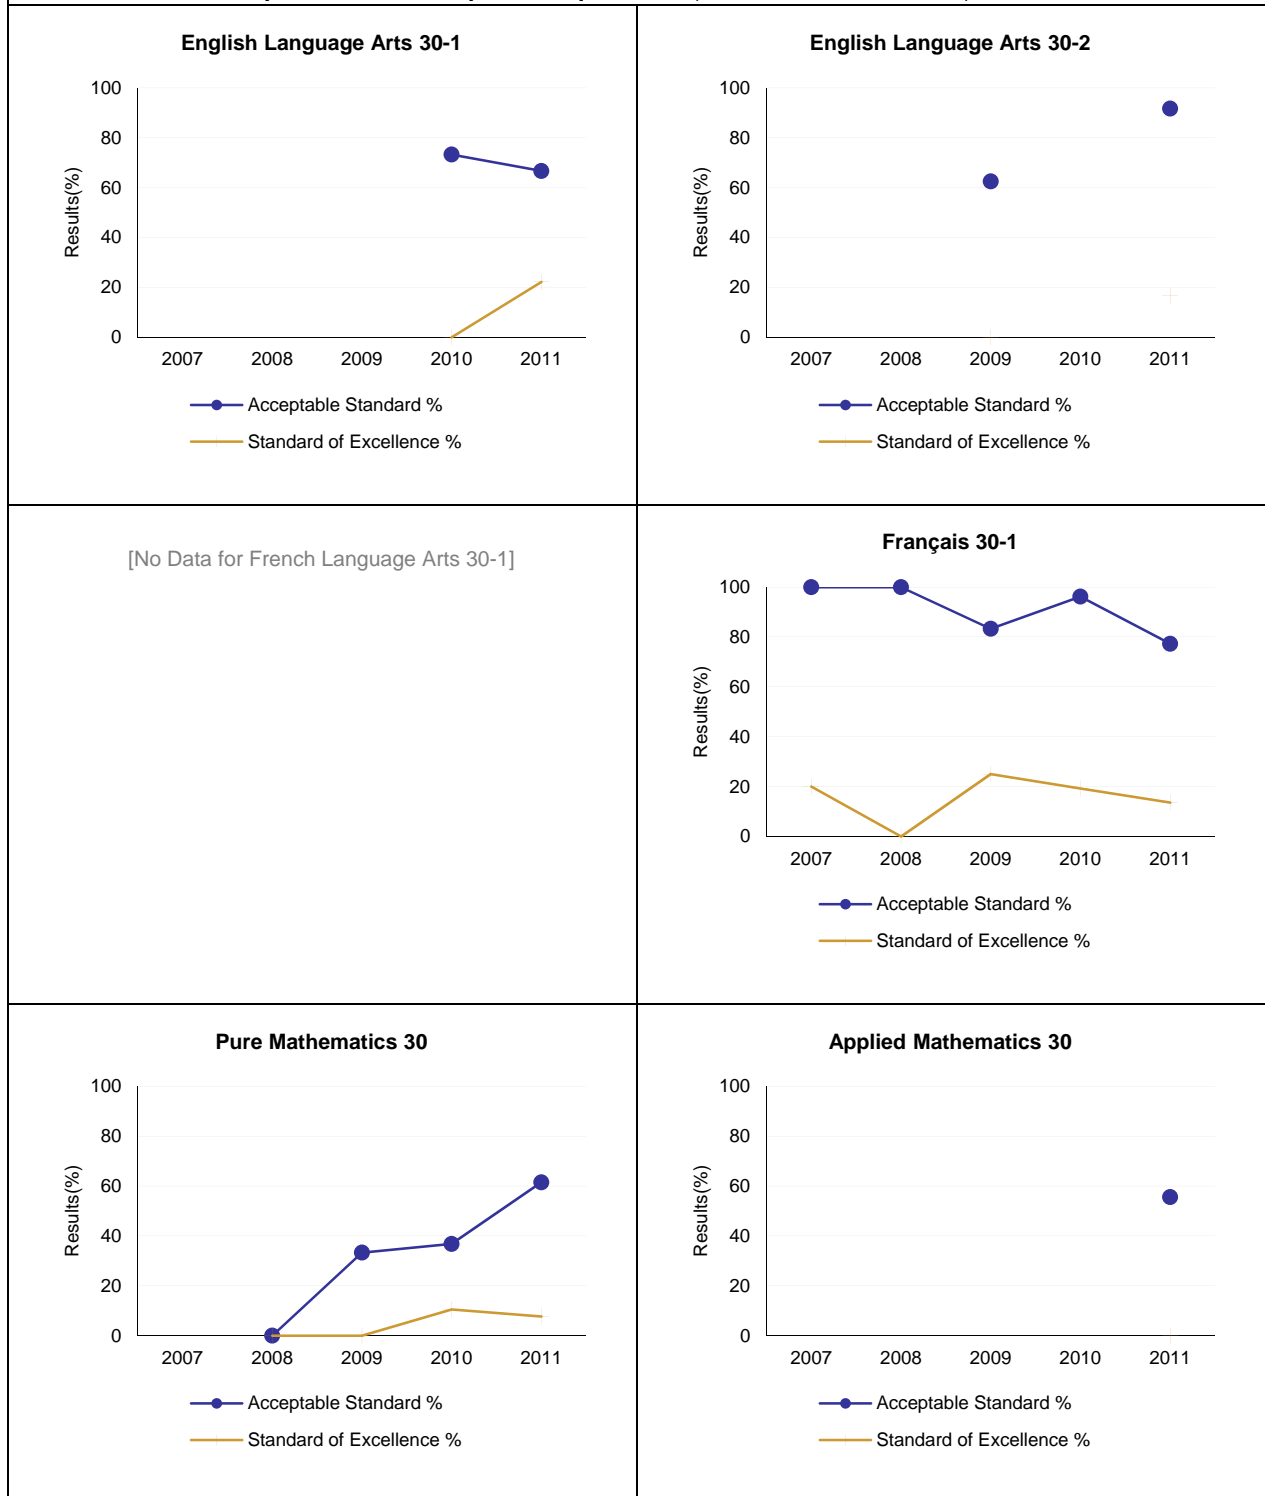 English Language Arts 30-1
100
80
60
40
20
0
Results(%)
2007 2008 2009 2010 2011
Acceptable Standard %
Standard of Excellence %
English Language Arts 30-2
100
80
60
40
20
0
Results(%)
2007 2008 2009 2010 2011
Acceptable Standard %
Standard of Excellence %
[No Data for French Language Arts 30-1]
Français 30-1
100
80
60
40
20
0
Results(%)
2007 2008 2009 2010 2011
Acceptable Standard %
Standard of Excellence %
Pure Mathematics 30
100
80
60
40
20
0
Results(%)
2007 2008 2009 2010 2011
Acceptable Standard %
Standard of Excellence %
Applied Mathematics 30
100
80
60
40
20
0
Results(%)
2007 2008 2009 2010 2011
Acceptable Standard %
Standard of Excellence %